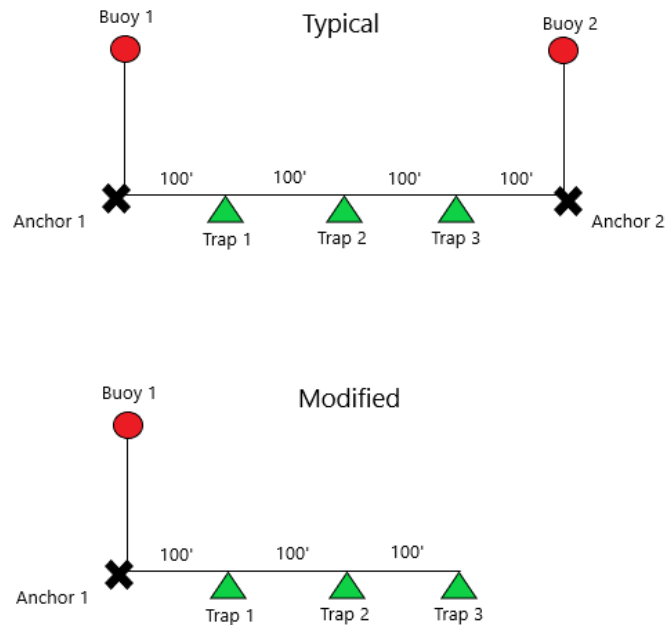 Buoy 1
Typical
Buoy 2
100'
100'
100'
100'
Anchor 1
Trap 1
Trap 2
Trap 3
Anchor 2
Buoy 1
Modified
100'
100'
100'
Anchor 1
Trap 1
Trap 2
Trap 3